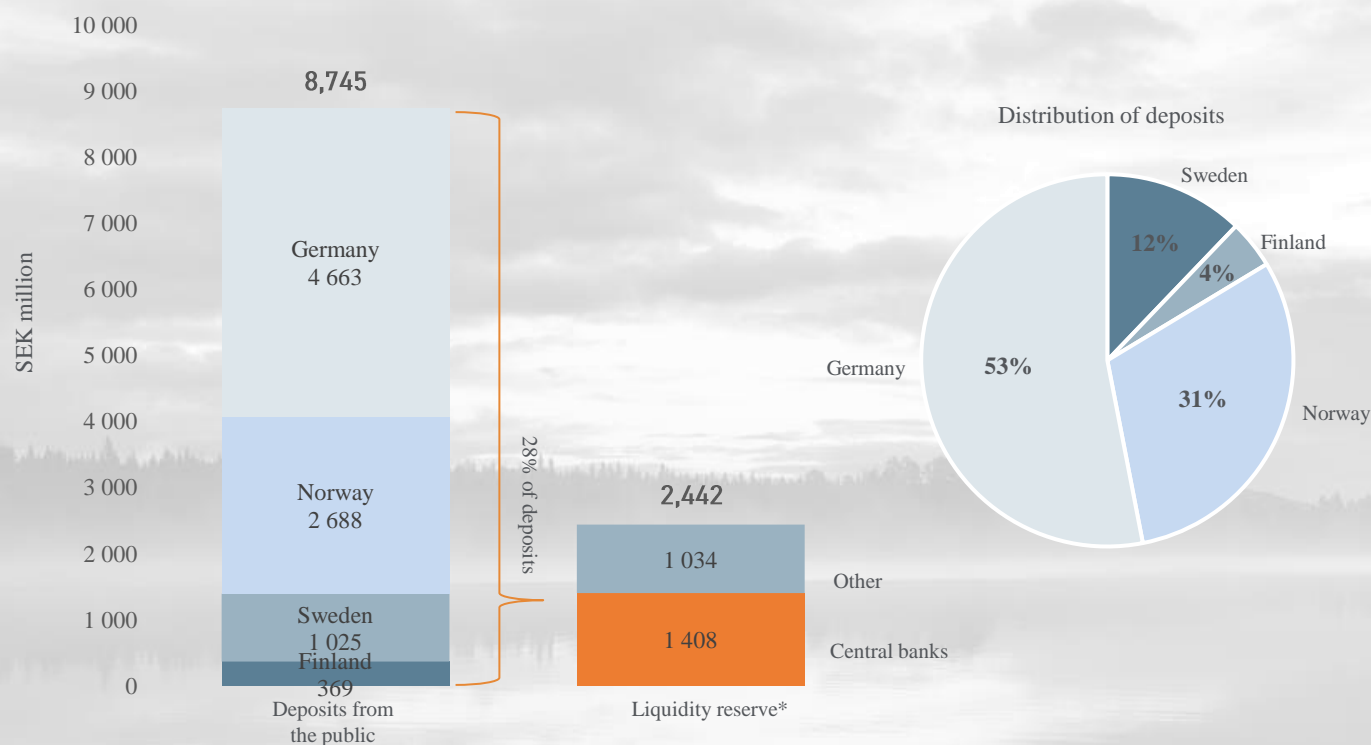 10 000
9 000
8 000
7 000
6 000
5 000
4 000
3 000
2 000
1 000
0
SEK million
8,745
Germany
4 663
Norway
2 688
Sweden
1 025
Finland
369
Deposits from
the public
28% of deposits
2,442
1 034
1 408
Other
Central banks
Liquidity reserve*
Distribution of deposits
Sweden
12%
Finland
4%
Norway
31%
Germany
53%